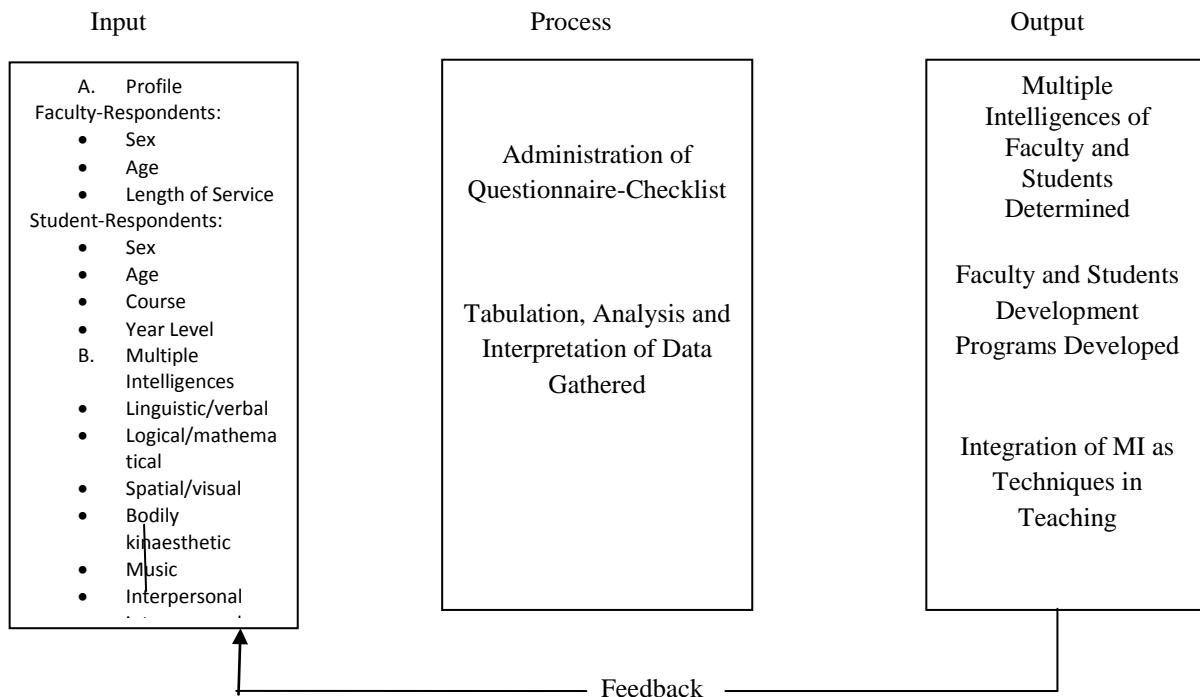 Input
Process
Output
A. Profile
Faculty-Respondents:
• Sex
• Age
• Length of Service
Student-Respondents:
• Sex
• Age
• Course
• Year Level
B. Multiple
Intelligences
• Linguistic/verbal
• Logical/mathema
tical
• Spatial/visual
• Bodily
kinaesthetic
• Music
• Interpersonal
Administration of
Questionnaire-Checklist
Tabulation, Analysis and
Interpretation of Data
Gathered
Multiple
Intelligences of
Faculty and
Students
Determined
Faculty and Students
Development
Programs Developed
Integration of MI as
Techniques in
Teaching
Feedback